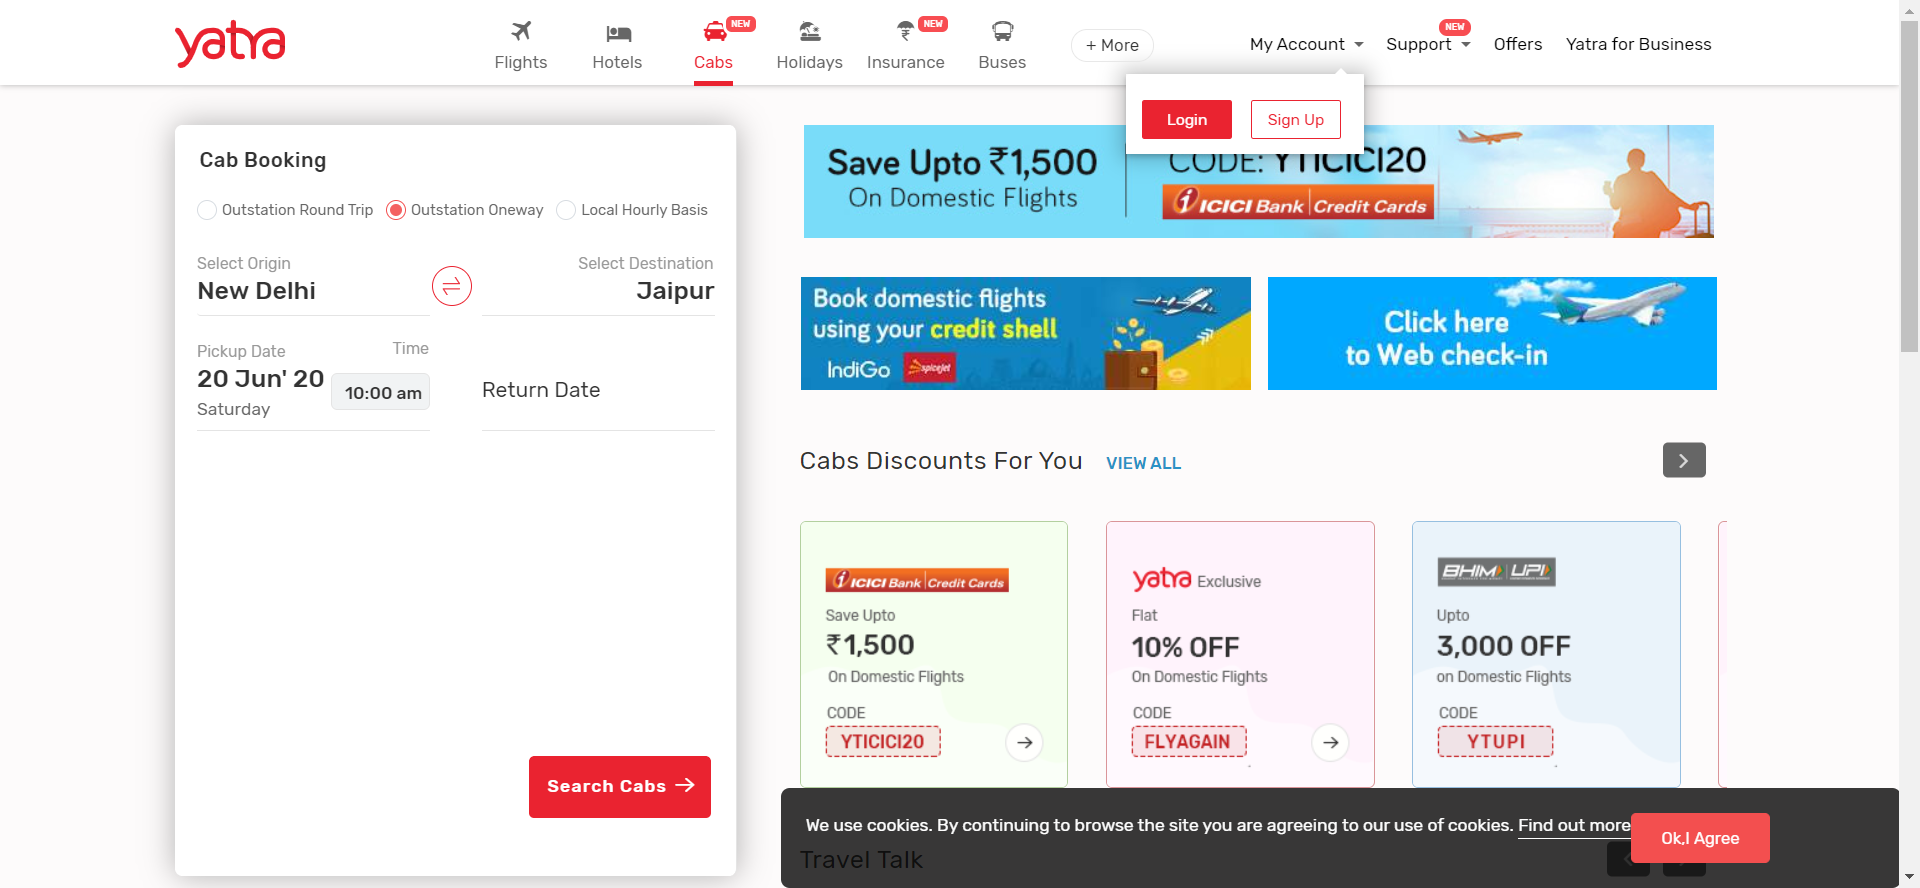 yatra
Flights
Hotels
NEW
Cabs
Holidays
NEW
Insurance
Buses
+ More
My Account
NEW
Support
Offers
Yatra for Business
Login
Sign Up
Cab Booking
Outstation Round Trip
Outstation Oneway
Local Hourly Basis
Select Origin
New Delhi
Select Destination
Jaipur
Pickup Date
20 Jun' 20
Saturday
Time
10:00 am
Return Date
Search Cabs
Save Upto ₹1,500
On Domestic Flights
CODE: YTICICI20
ICICI Bank Credit Cards
Book domestic flights
using your credit shell
IndiGo
spicejet
Click here
to Web check-in
Cabs Discounts For You
VIEW ALL
ICICI Bank Credit Cards
Save Upto
₹1,500
On Domestic Flights
CODE
YTICICI20
yatra Exclusive
Flat
10% OFF
On Domestic Flights
CODE
FLYAGAIN
BHIM UPI
Upto
3,000 OFF
on Domestic Flights
CODE
YTUPI
We use cookies. By continuing to browse the site you are agreeing to our use of cookies. Find out more
Ok,I Agree
Travel Talk